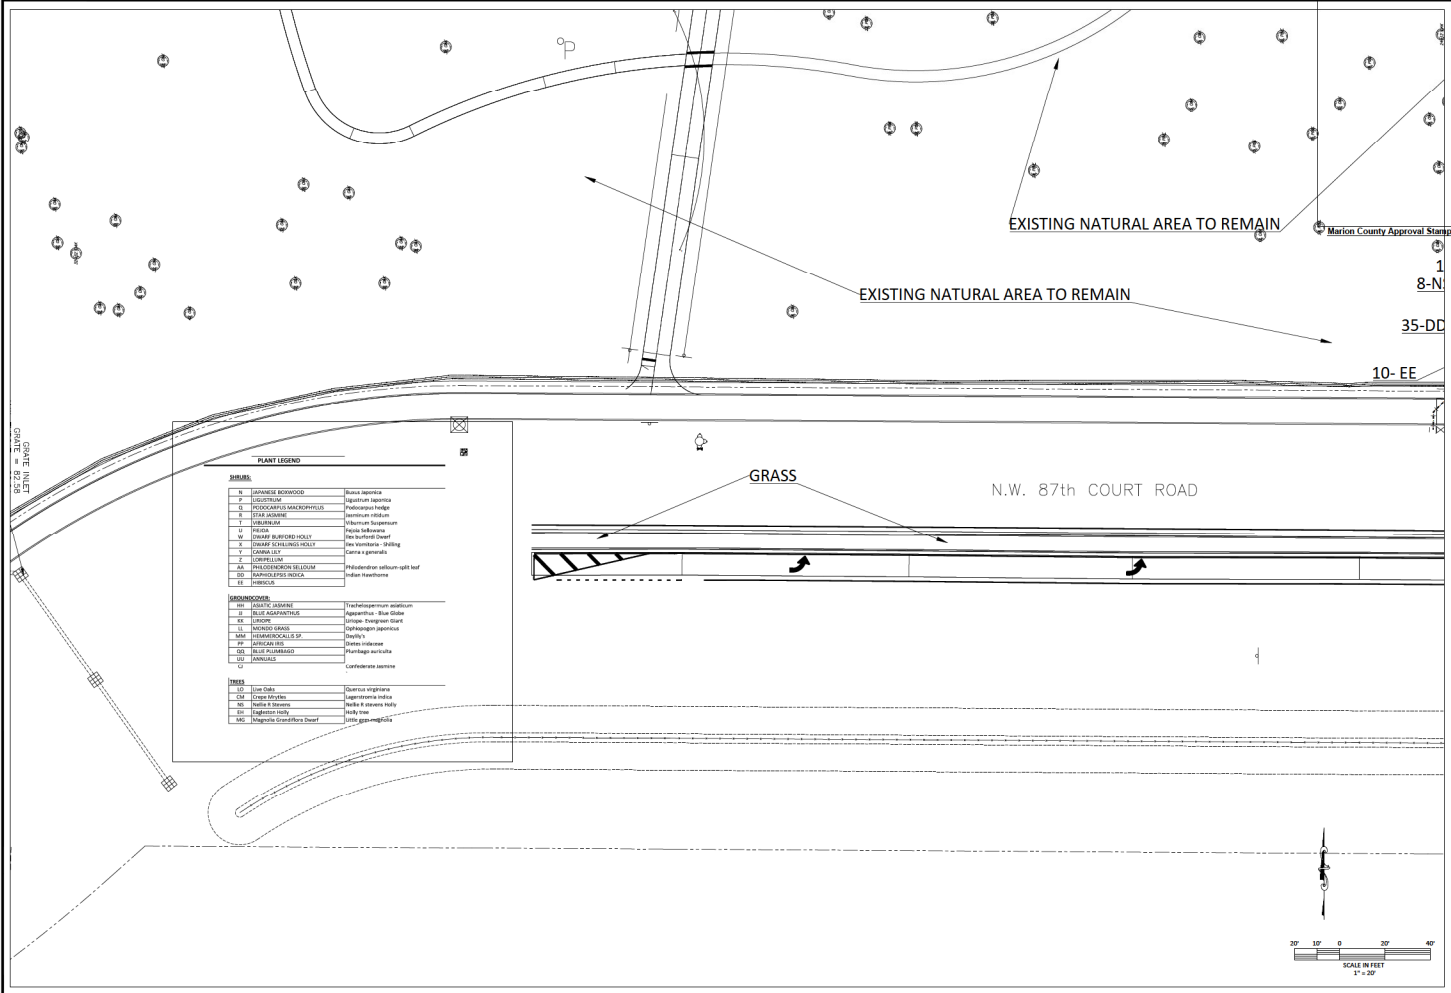 EXISTING NATURAL AREA TO REMAIN
Marion County Approval Stamp
EXISTING NATURAL AREA TO REMAIN
1
8-N
35-DD
10- EE
GRATE INLET
GRATE = 82.58
PLANT LEGEND
SHRUBS:
N JAPANESE BOXWOOD Buxus Japonica
P LIGUSTRUM Ligustrum Japonica
Q PODOCARPUS MACROPHYLUS Podocarpus hedge
R STAR JASMINE Jasminum nitidum
T VIBURNUM Viburnum Suspensum
U FEIJOA Feijoia Sellowana
W DWARF BURFORD HOLLY Ilex burfordi Dwarf
X DWARF SCHILLINGS HOLLY Ilex Vomitoria - Shilling
Y CANNA LILY Canna x generalis
Z LORIPELLUM
AA PHILODENDRON SELLOUM Philodendron selloum-split leaf
DD RAPHIOLEPSIS INDICA Indian Hawthorne
EE HIBISCUS
GROUNDCOVER:
HH ASIATIC JASMINE Trachelospermum asiaticum
JJ BLUE AGAPANTHUS Agapanthus - Blue Globe
KK LIRIOPE Liriope- Evergreen Giant
LL MONDO GRASS Ophiopogon japonicus
MM HEMMEROCALLIS SP. Daylily's
PP AFRICAN IRIS Dietes iridaceae
QQ BLUE PLUMBAGO Plumbago auriculta
UU ANNUALS
CJ Confederate Jasmine
TREES
LO Live Oaks Quercus virginiana
CM Crepe Mrytles Lagerstromia indica
NS Nellie R Stevens Nellie R stevens Holly
EH Eagleston Holly Holly tree
MG Magnolia Grandiflora Dwarf Little gem magnolia
GRASS
N.W. 87th COURT ROAD
20' 10' 0 20' 40'
SCALE IN FEET
1" = 20'